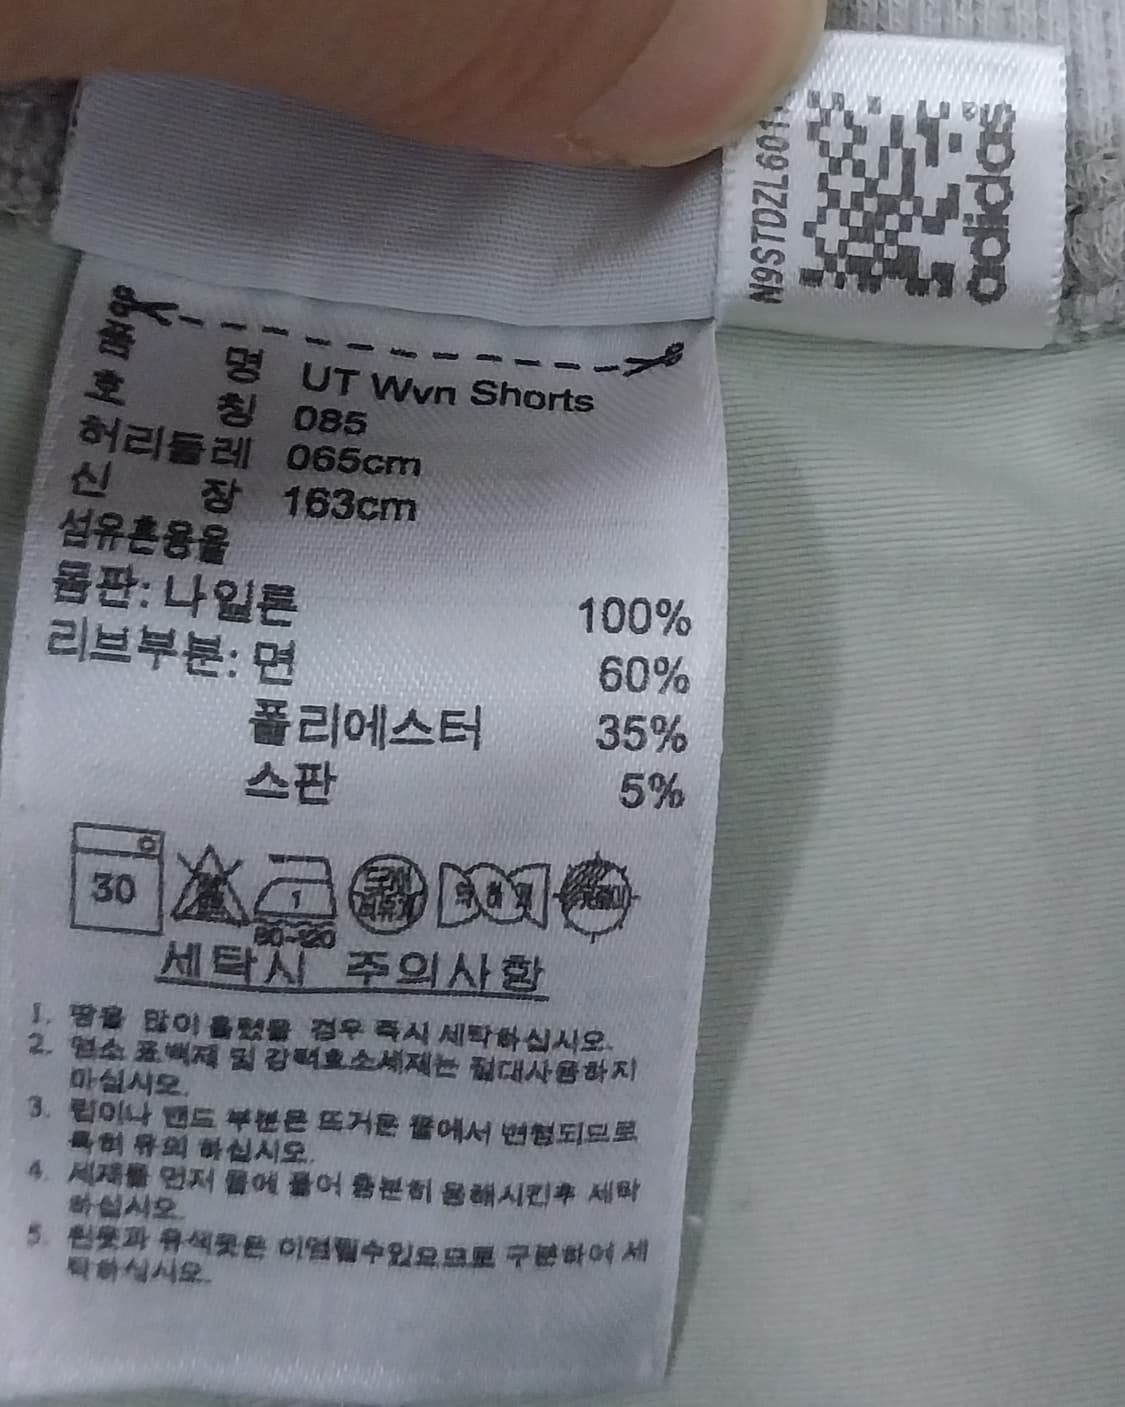 품 명 UT Wvn Shorts
호 칭 085
허리둘레 065cm
신 장 163cm
섬유혼용율
몸판: 나일론 100%
리브부분: 면 60%
폴리에스터 35%
스판 5%
30
1
80~120
약하게
세탁시 주의사항
1. 땀을 많이 흘렸을 경우 즉시 세탁하십시오.
2. 염소 표백제 및 강력효소세제는 절대사용하지
마십시오.
3. 립이나 밴드 부분은 뜨거운 물에서 변형되므로
특히 유의 하십시오.
4. 세제를 먼저 물에 풀어 충분히 용해시킨후 세탁
하십시오.
5. 흰옷과 유색옷은 이염될수있으므로 구분하여 세
탁하십시오.
adidas